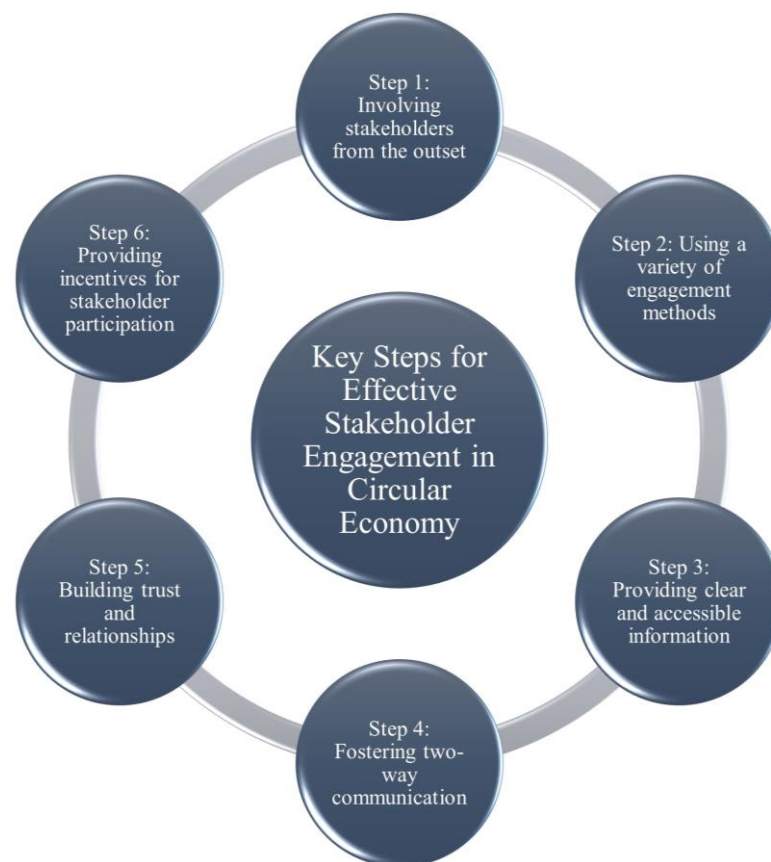 Step 1:
Involving
stakeholders
from the outset
Step 2: Using a
variety of
engagement
methods
Step 3:
Providing clear
and accessible
information
Step 4:
Fostering two-
way
communication
Step 5:
Building trust
and
relationships
Step 6:
Providing
incentives for
stakeholder
participation
Key Steps for
Effective
Stakeholder
Engagement in
Circular
Economy